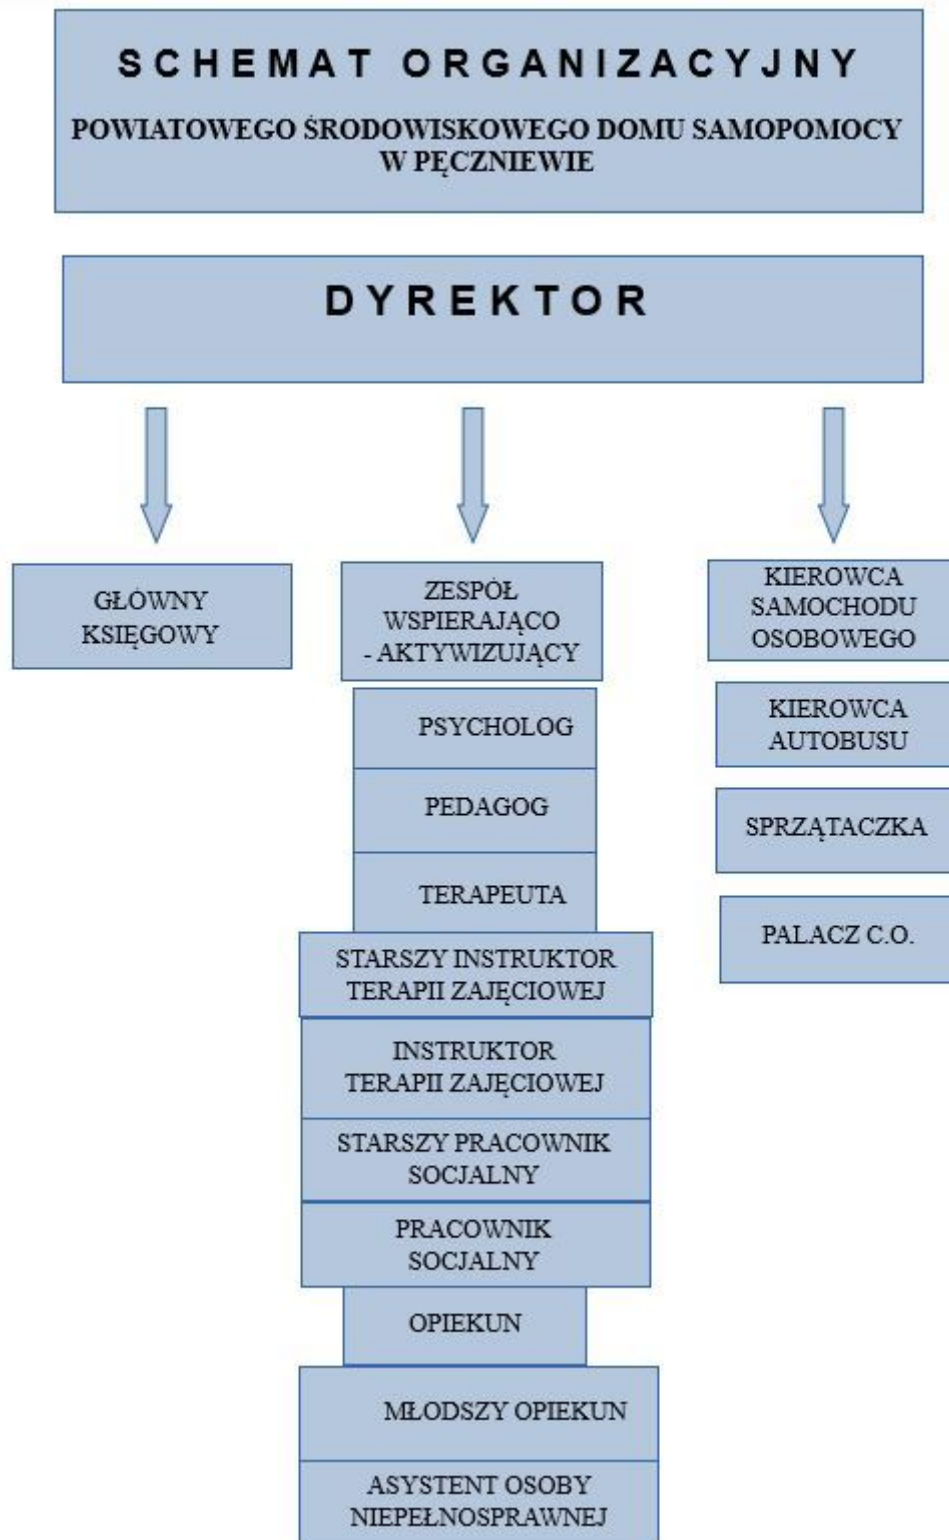 SCHEMAT ORGANIZACYJNY
POWIATOWEGO ŚRODOWISKOWEGO DOMU SAMOPOMOCY
W PĘCZNIEWIE
DYREKTOR
GŁÓWNY
KSIĘGOWY
ZESPÓŁ
WSPIERAJĄCO
- AKTYWIZUJĄCY
PSYCHOLOG
PEDAGOG
TERAPEUTA
STARSZY INSTRUKTOR
TERAPII ZAJĘCIOWEJ
INSTRUKTOR
TERAPII ZAJĘCIOWEJ
STARSZY PRACOWNIK
SOCJALNY
PRACOWNIK
SOCJALNY
OPIEKUN
MŁODSZY OPIEKUN
ASYSTENT OSOBY
NIEPEŁNOSPRAWNEJ
KIEROWCA
SAMOCHODU
OSOBOWEGO
KIEROWCA
AUTOBUSU
SPRZĄTACZKA
PALACZ C.O.